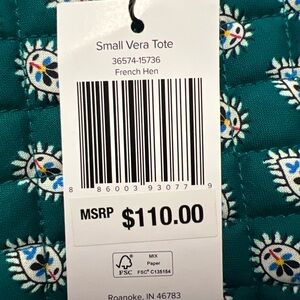 Small Vera Tote
36574-15736
French Hen
8 86003 93077 9
MSRP $110.00
FSC
MIX
Paper
FSC® C135154
Roanoke, IN 46783